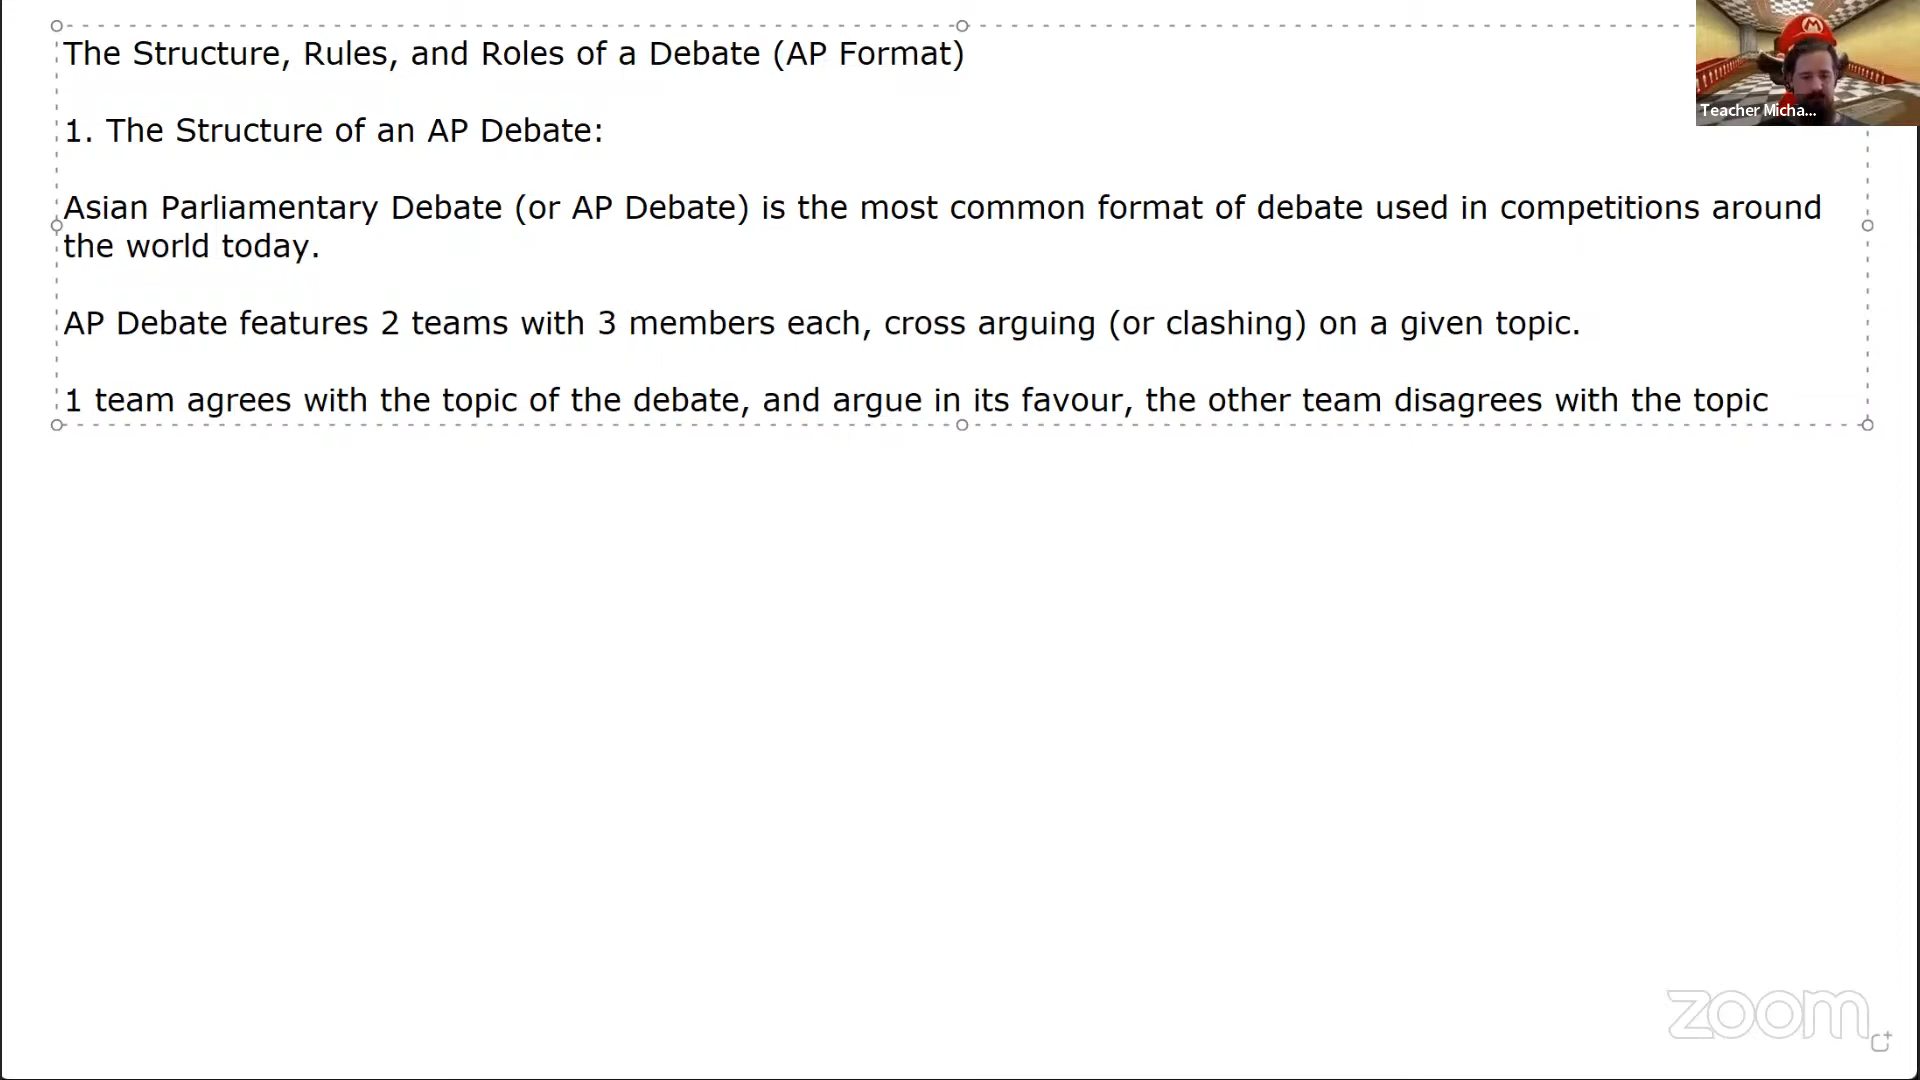 The Structure, Rules, and Roles of a Debate (AP Format)
1. The Structure of an AP Debate:
Asian Parliamentary Debate (or AP Debate) is the most common format of debate used in competitions around
the world today.
AP Debate features 2 teams with 3 members each, cross arguing (or clashing) on a given topic.
1 team agrees with the topic of the debate, and argue in its favour, the other team disagrees with the topic
M
Teacher Micha...
zoom